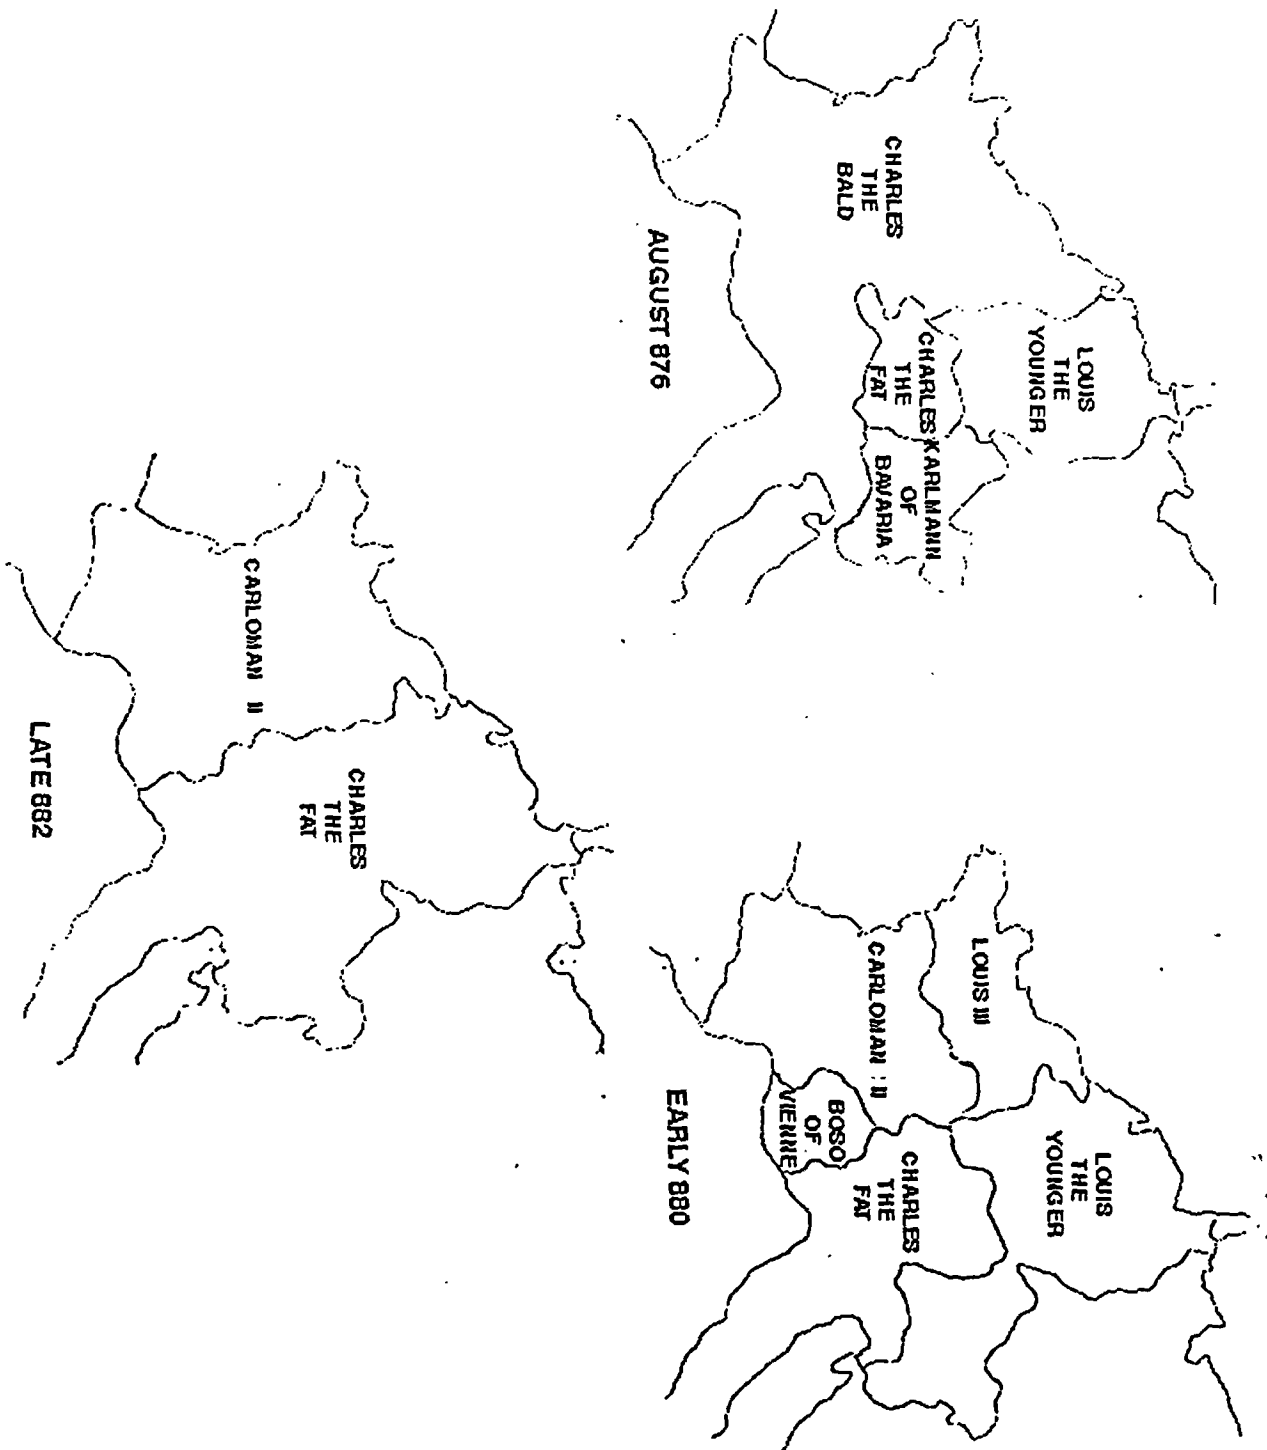 CHARLES
THE
BALD
LOUIS
THE
YOUNGER
CHARLES
THE
FAT
KARLMANN
OF
BAVARIA
AUGUST 876
LOUIS III
CARLOMAN II
LOUIS
THE
YOUNGER
BOSO
OF
VIENNE
CHARLES
THE
FAT
EARLY 880
CARLOMAN II
CHARLES
THE
FAT
LATE 882